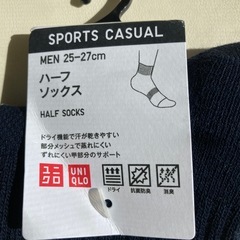 SPORTS CASUAL
MEN 25-27cm
ハーフ
ソックス
HALF SOCKS
ドライ機能で汗が乾きやすい
部分メッシュで蒸れにくい
ずれにくい甲部分のサポート
ユニクロ
UNIQLO
ドライ 抗菌防臭 消臭